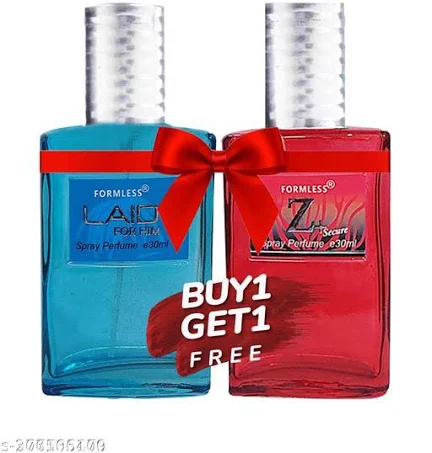 FORMLESS®
LAID
FOR HIM
Spray Perfume e30ml
FORMLESS®
Z+
Secure
Spray Perfume e30ml
BUY1
GET1
FREE